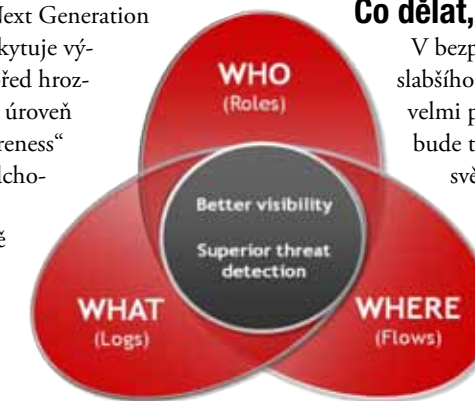 Next Generation
kytuje vý-
řed hroz-
úroveň
reness“
lcho-
ě
WHO
(Roles)
Better visibility
Superior threat
detection
WHAT
(Logs)
WHERE
(Flows)
Co dělat,
V bezp
slabšího
velmi p
bude t
svě